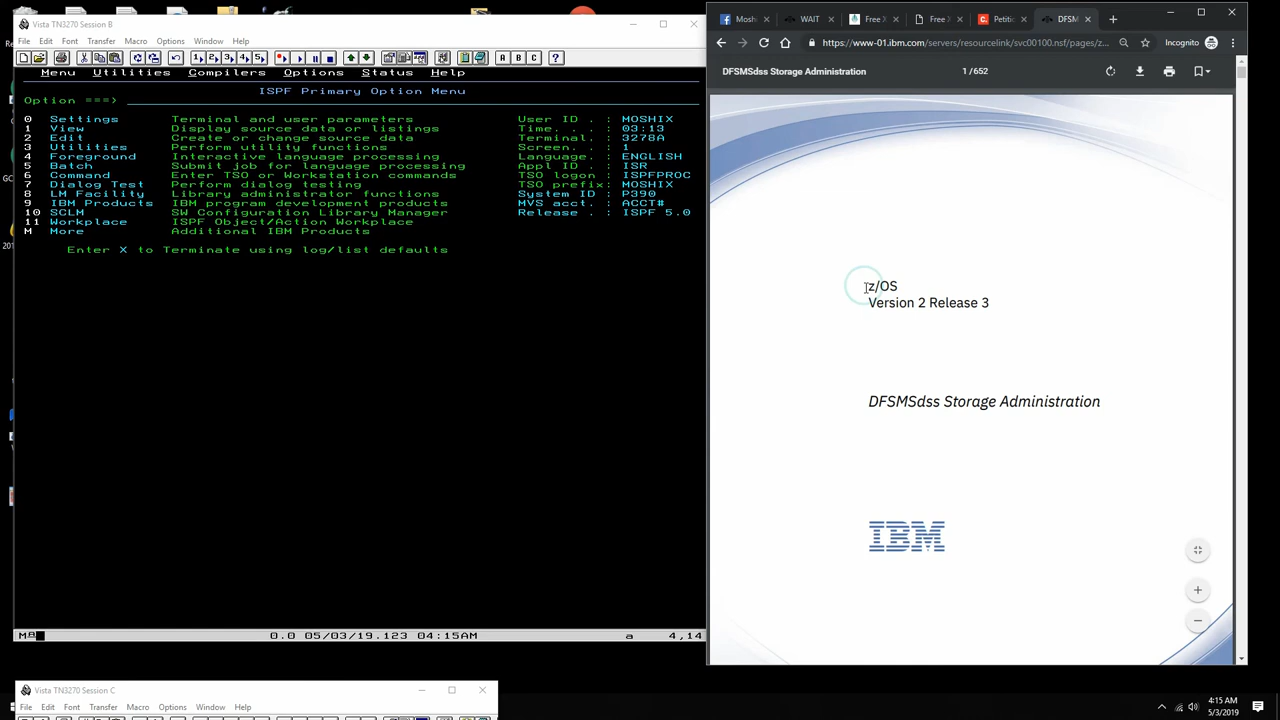 Vista TN3270 Session B
File Edit Font Transfer Macro Options Window Help
A B C
Menu Utilities Compilers Options Status Help
ISPF Primary Option Menu
Option ===>
0 Settings Terminal and user parameters User ID . : MOSHIX
1 View Display source data or listings Time. . . : 03:13
2 Edit Create or change source data Terminal. : 3278A
3 Utilities Perform utility functions Screen. . : 1
4 Foreground Interactive language processing Language. : ENGLISH
5 Batch Submit job for language processing Appl ID . : ISR
6 Command Enter TSO or Workstation commands TSO logon : ISPFPROC
7 Dialog Test Perform dialog testing TSO prefix: MOSHIX
8 LM Facility Library administrator functions System ID : P390
9 IBM Products IBM program development products MVS acct. : ACCT#
10 SCLM SW Configuration Library Manager Release . : ISPF 5.0
11 Workplace ISPF Object/Action Workplace
M More Additional IBM Products
Enter X to Terminate using log/list defaults
0.0 05/03/19.123 04:15AM a 4,14
Vista TN3270 Session C
File Edit Font Transfer Macro Options Window Help
Moshi WAIT Free X Free X Petitic DFSM
https://www-01.ibm.com/servers/resourcelink/svc00100.nsf/pages/z... Incognito
DFSMSdss Storage Administration 1/652
z/OS
Version 2 Release 3
DFSMSdss Storage Administration
IBM
4:15 AM
5/3/2019